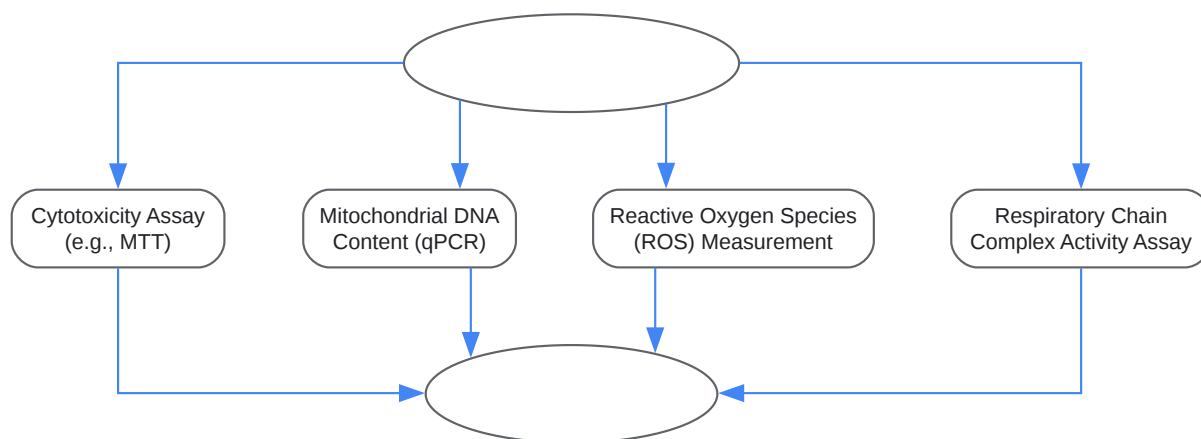 Cytotoxicity Assay
(e.g., MTT)
Mitochondrial DNA
Content (qPCR)
Reactive Oxygen Species
(ROS) Measurement
Respiratory Chain
Complex Activity Assay